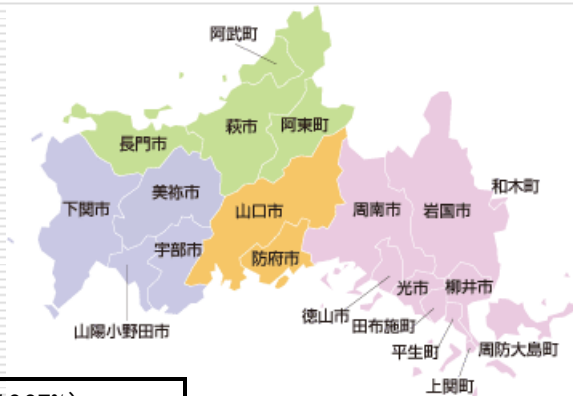 阿武町
萩市
阿東町
長門市
美祢市
和木町
下関市
山口市
周南市
岩国市
宇部市
防府市
光市
柳井市
徳山市
田布施町
山陽小野田市
平生町
周防大島町
上関町